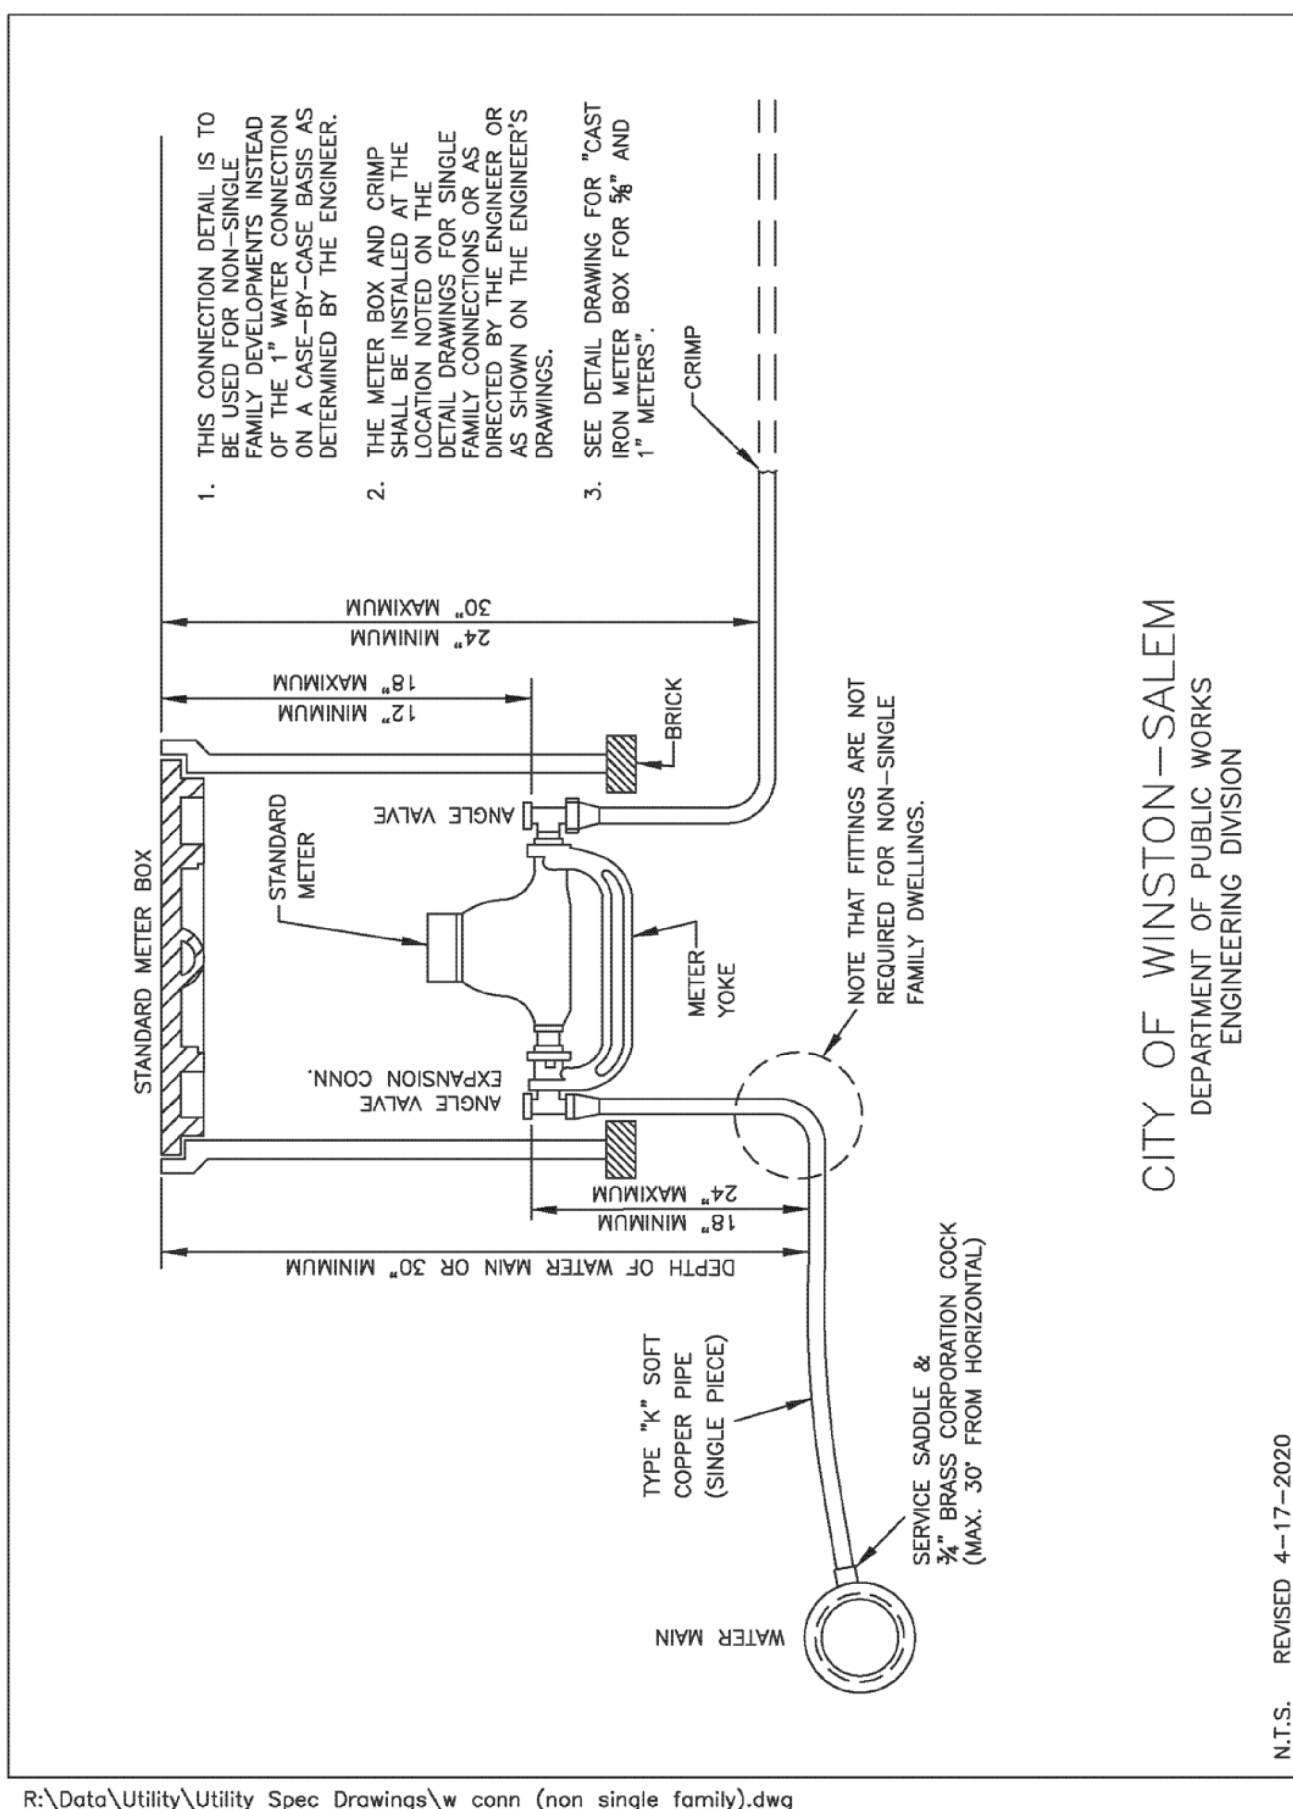 STANDARD METER BOX
1. THIS CONNECTION DETAIL IS TO
BE USED FOR NON-SINGLE
FAMILY DEVELOPMENTS INSTEAD
OF THE 1" WATER CONNECTION
ON A CASE-BY-CASE BASIS AS
DETERMINED BY THE ENGINEER.
2. THE METER BOX AND CRIMP
SHALL BE INSTALLED AT THE
LOCATION NOTED ON THE
DETAIL DRAWINGS FOR SINGLE
FAMILY CONNECTIONS OR AS
DIRECTED BY THE ENGINEER OR
AS SHOWN ON THE ENGINEER'S
DRAWINGS.
3. SEE DETAIL DRAWING FOR "CAST
IRON METER BOX FOR ⅝" AND
1" METERS".
STANDARD
METER
12" MINIMUM
18" MAXIMUM
24" MINIMUM
30" MAXIMUM
ANGLE VALVE
EXPANSION CONN.
ANGLE VALVE
DEPTH OF WATER MAIN OR 30" MINIMUM
18" MINIMUM
24" MAXIMUM
METER
YOKE
BRICK
CRIMP
TYPE "K" SOFT
COPPER PIPE
(SINGLE PIECE)
WATER MAIN
NOTE THAT FITTINGS ARE NOT
REQUIRED FOR NON-SINGLE
FAMILY DWELLINGS.
SERVICE SADDLE &
¾" BRASS CORPORATION COCK
(MAX. 30° FROM HORIZONTAL)
CITY OF WINSTON-SALEM
DEPARTMENT OF PUBLIC WORKS
ENGINEERING DIVISION
N.T.S. REVISED 4-17-2020
R:\Data\Utility\Utility Spec Drawings\w conn (non single family).dwg